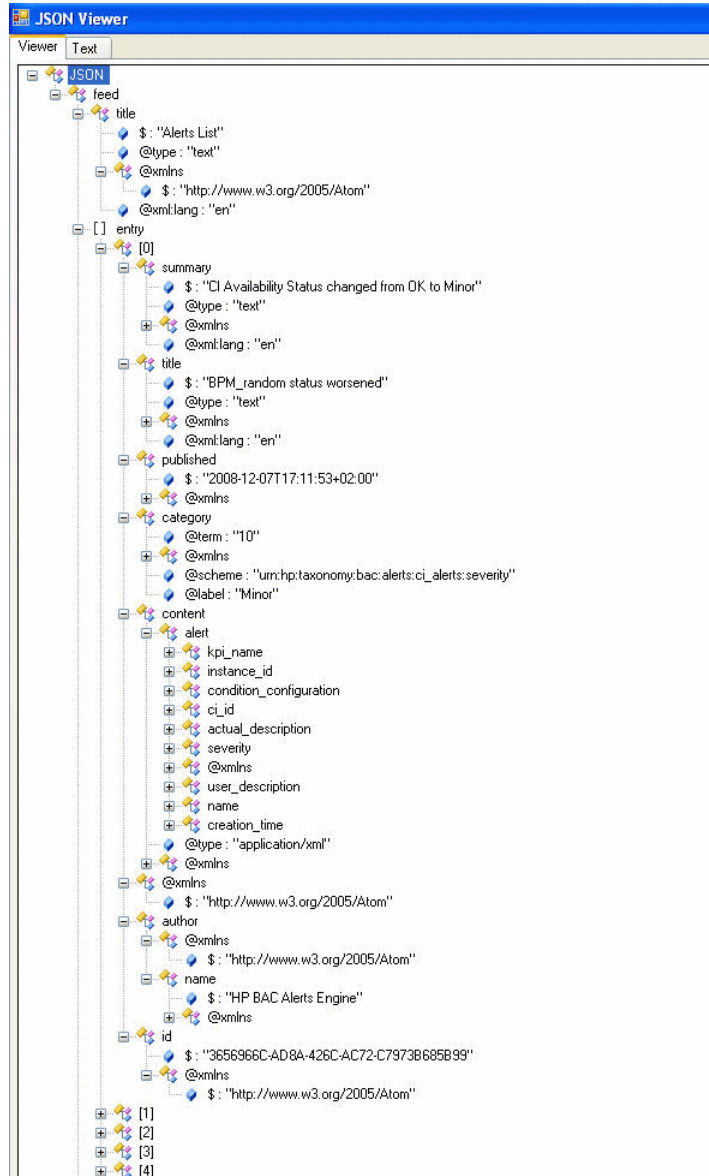 JSON Viewer
Viewer Text
JSON
feed
title
$ : "Alerts List"
@type : "text"
@xmlns
$ : "http://www.w3.org/2005/Atom"
@xml:lang : "en"
[ ] entry
[0]
summary
$ : "CI Availability Status changed from OK to Minor"
@type : "text"
@xmlns
@xml:lang : "en"
title
$ : "BPM_random status worsened"
@type : "text"
@xmlns
@xml:lang : "en"
published
$ : "2008-12-07T17:11:53+02:00"
@xmlns
category
@term : "10"
@xmlns
@scheme : "urn:hp:taxonomy:bac:alerts:ci_alerts:severity"
@label : "Minor"
content
alert
kpi_name
instance_id
condition_configuration
ci_id
actual_description
severity
@xmlns
user_description
name
creation_time
@type : "application/xml"
@xmlns
@xmlns
$ : "http://www.w3.org/2005/Atom"
author
@xmlns
$ : "http://www.w3.org/2005/Atom"
name
$ : "HP BAC Alerts Engine"
@xmlns
id
$ : "3656966C-AD8A-426C-AC72-C7973B685B99"
@xmlns
$ : "http://www.w3.org/2005/Atom"
[1]
[2]
[3]
[4]